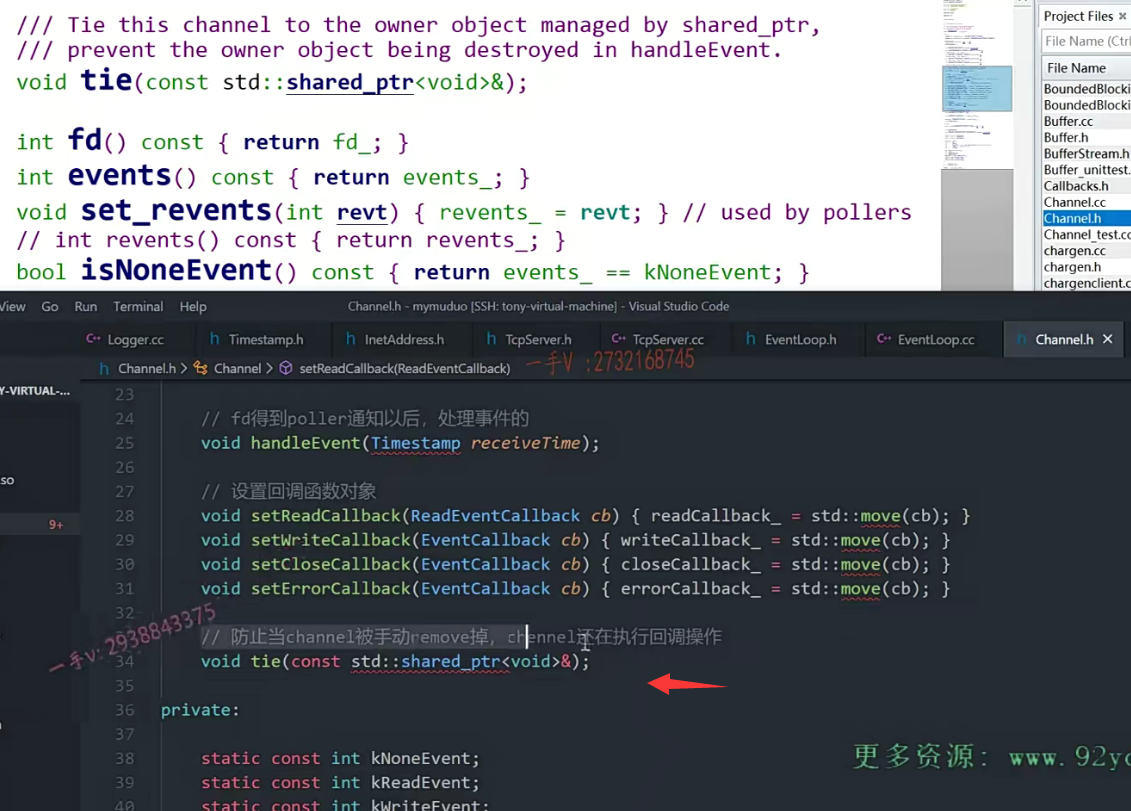 /// Tie this channel to the owner object managed by shared_ptr,
/// prevent the owner object being destroyed in handleEvent.
void tie(const std::shared_ptr<void>&);
int fd() const { return fd_; }
int events() const { return events_; }
void set_revents(int revt) { revents_ = revt; } // used by pollers
// int revents() const { return revents_; }
bool isNoneEvent() const { return events_ == kNoneEvent; }
Project Files ×
File Name (Ctrl
File Name
BoundedBlocki
BoundedBlocki
Buffer.cc
Buffer.h
BufferStream.h
Buffer_unittest.
Callbacks.h
Channel.cc
Channel.h
Channel_test.cc
chargen.cc
chargen.h
chargenclient.c
View Go Run Terminal Help Channel.h - mymuduo [SSH: tony-virtual-machine] - Visual Studio Code
C++ Logger.cc h Timestamp.h h InetAddress.h h TcpServer.h C++ TcpServer.cc h EventLoop.h C++ EventLoop.cc h Channel.h ×
h Channel.h > Channel > setReadCallback(ReadEventCallback)
一手V :2732168745
Y-VIRTUAL-...
so
9+
23
24 // fd得到poller通知以后，处理事件的
25 void handleEvent(Timestamp receiveTime);
26
27 // 设置回调函数对象
28 void setReadCallback(ReadEventCallback cb) { readCallback_ = std::move(cb); }
29 void setWriteCallback(EventCallback cb) { writeCallback_ = std::move(cb); }
30 void setCloseCallback(EventCallback cb) { closeCallback_ = std::move(cb); }
31 void setErrorCallback(EventCallback cb) { errorCallback_ = std::move(cb); }
32
// 防止当channel被手动remove掉，channel还在执行回调操作
34 void tie(const std::shared_ptr<void>&);
35
36 private:
37
38 static const int kNoneEvent;
39 static const int kReadEvent;
40 static const int kWriteEvent;
一手V: 2938843375
更多资源：www.92yc